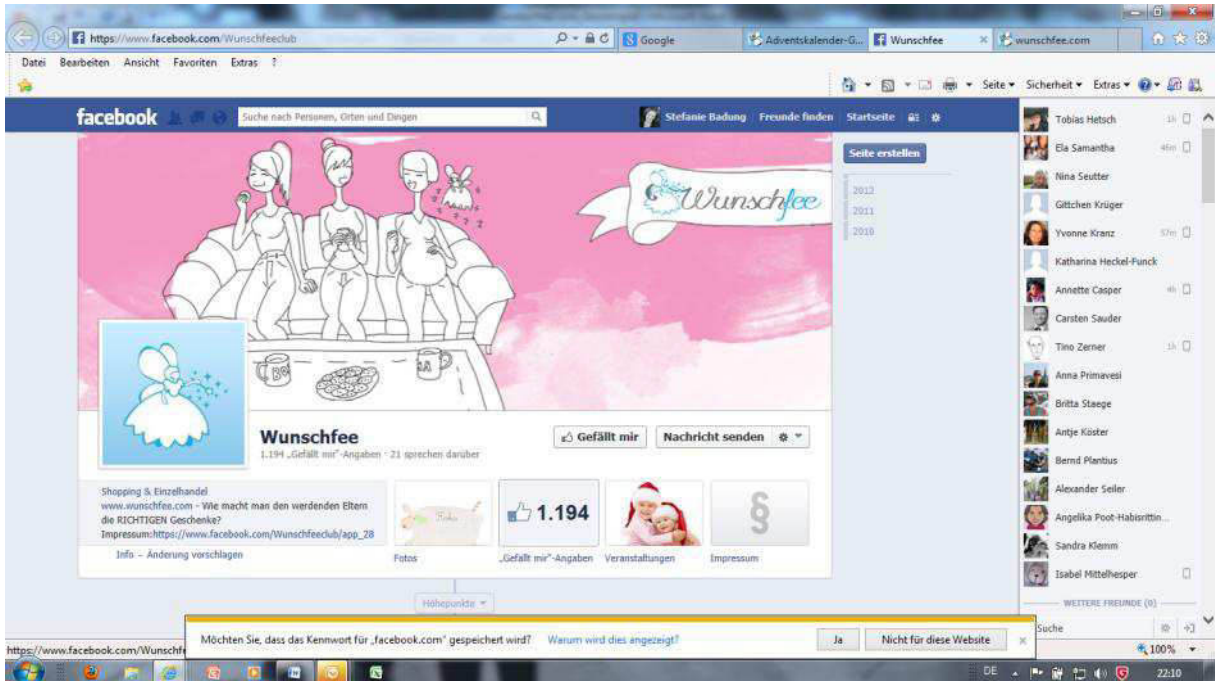 https://www.facebook.com/Wunschfeeclub
Google
Adventskalender-G...
Wunschfee
wunschfee.com
Datei Bearbeiten Ansicht Favoriten Extras ?
Seite Sicherheit Extras
facebook
Suche nach Personen, Orten und Dingen
Stefanie Badung Freunde finden Startseite
Wunschfee
Seite erstellen
2012
2011
2010
Wunschfee
1.194 „Gefällt mir“-Angaben · 21 sprechen darüber
Gefällt mir
Nachricht senden
Shopping & Einzelhandel
www.wunschfee.com - Wie macht man den werdenden Eltern
die RICHTIGEN Geschenke?
Impressum:https://www.facebook.com/Wunschfeeclub/app_28
Info – Änderung vorschlagen
1.194
§
Fotos
„Gefällt mir“-Angaben
Veranstaltungen
Impressum
Höhepunkte
Tobias Hetsch 1h
Ela Samantha 46m
Nina Seutter
Gittchen Krüger
Yvonne Kranz 57m
Katharina Heckel-Funck
Annette Casper 4h
Carsten Sauder
Tino Zerner 1h
Anna Primavesi
Britta Staege
Antje Köster
Bernd Plantius
Alexander Seiler
Angelika Poot-Habisrittin...
Sandra Klemm
Isabel Mittelhesper
WEITERE FREUNDE (0)
Suche
Möchten Sie, dass das Kennwort für „facebook.com“ gespeichert wird? Warum wird dies angezeigt?
Ja
Nicht für diese Website
https://www.facebook.com/Wunschf
100%
DE
22:10